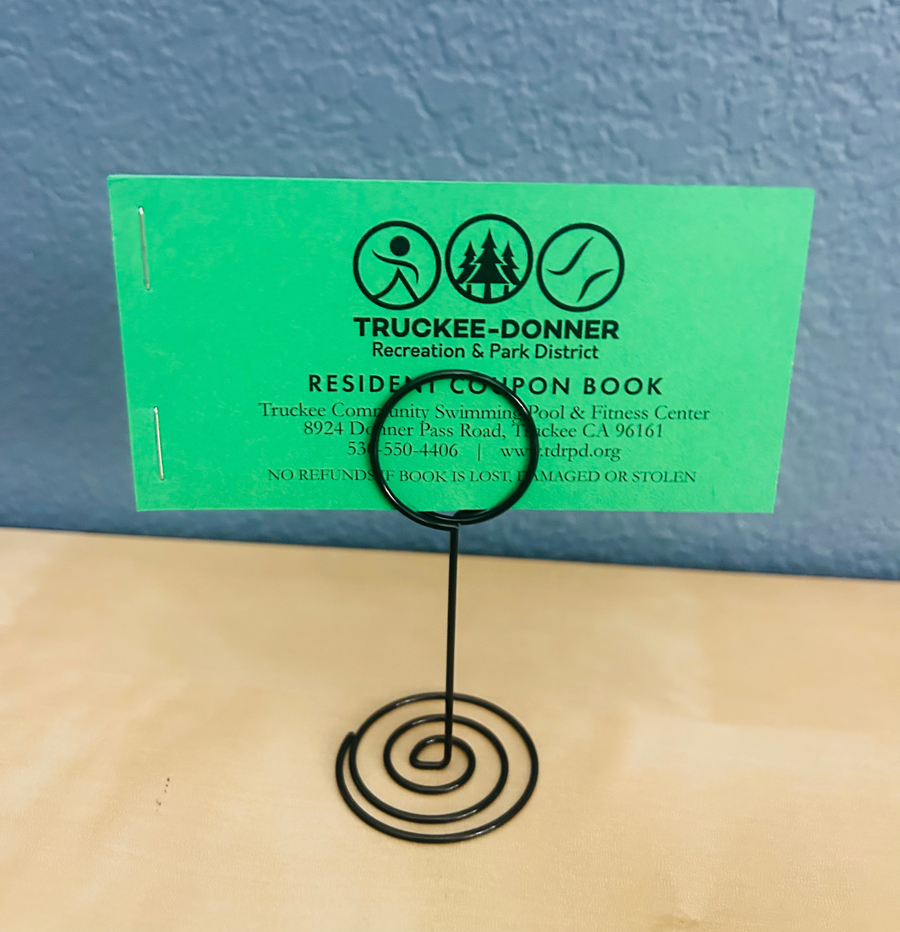 TRUCKEE-DONNER
Recreation & Park District
RESIDENT COUPON BOOK
Truckee Community Swimming Pool & Fitness Center
8924 Donner Pass Road, Truckee CA 96161
530-550-4406 | www.tdrpd.org
NO REFUNDS IF BOOK IS LOST, DAMAGED OR STOLEN